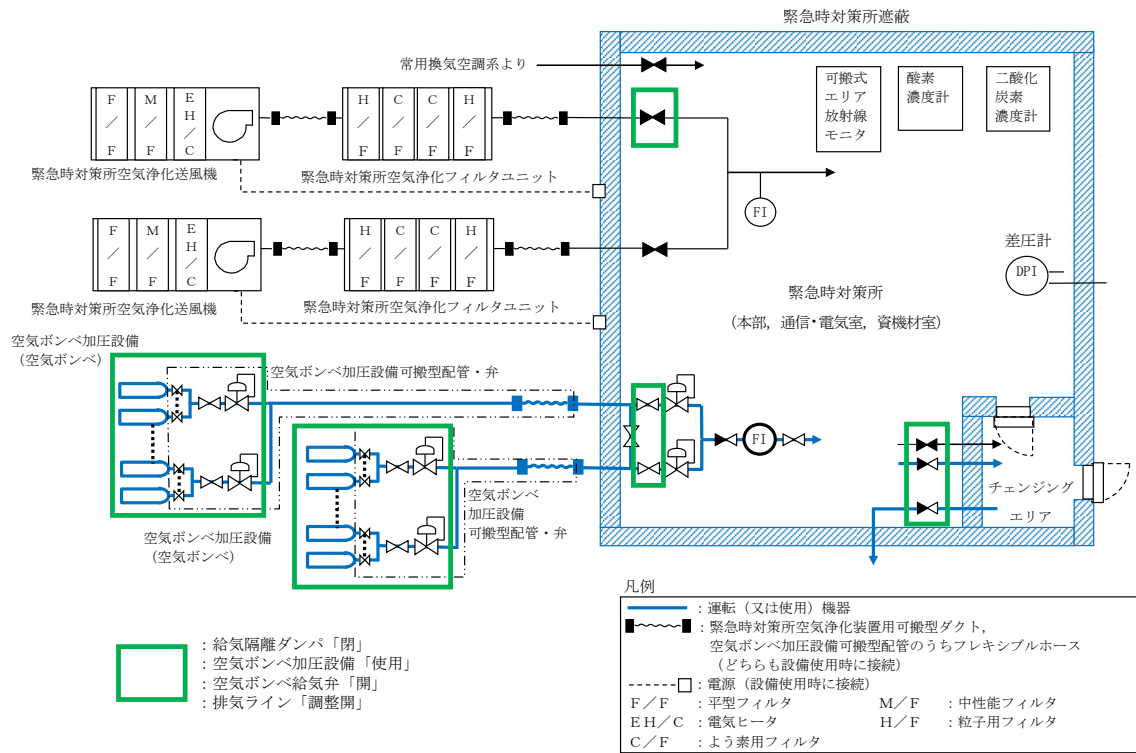 緊急時対策所遮蔽
常用換気空調系より
可搬式
エリア
放射線
モニタ
酸素
濃度計
二酸化
炭素
濃度計
F/F
M/F
EH/C
H/F
C/F
C/F
H/F
緊急時対策所空気浄化送風機
緊急時対策所空気浄化フィルタユニット
FI
F/F
M/F
EH/C
H/F
C/F
C/F
H/F
緊急時対策所空気浄化送風機
緊急時対策所空気浄化フィルタユニット
差圧計
DPI
緊急時対策所
(本部,通信・電気室,資機材室)
空気ボンベ加圧設備
(空気ボンベ)
空気ボンベ加圧設備可搬型配管・弁
FI
空気ボンベ
加圧設備
可搬型配管・弁
空気ボンベ加圧設備
(空気ボンベ)
チェンジング
エリア
:給気隔離ダンパ「閉」
:空気ボンベ加圧設備「使用」
:空気ボンベ給気弁「開」
:排気ライン「調整開」
凡例
:運転(又は使用)機器
:緊急時対策所空気浄化装置用可搬型ダクト,
空気ボンベ加圧設備可搬型配管のうちフレキシブルホース
(どちらも設備使用時に接続)
:電源(設備使用時に接続)
F/F :平型フィルタ M/F :中性能フィルタ
EH/C :電気ヒータ H/F :粒子用フィルタ
C/F :よう素用フィルタ